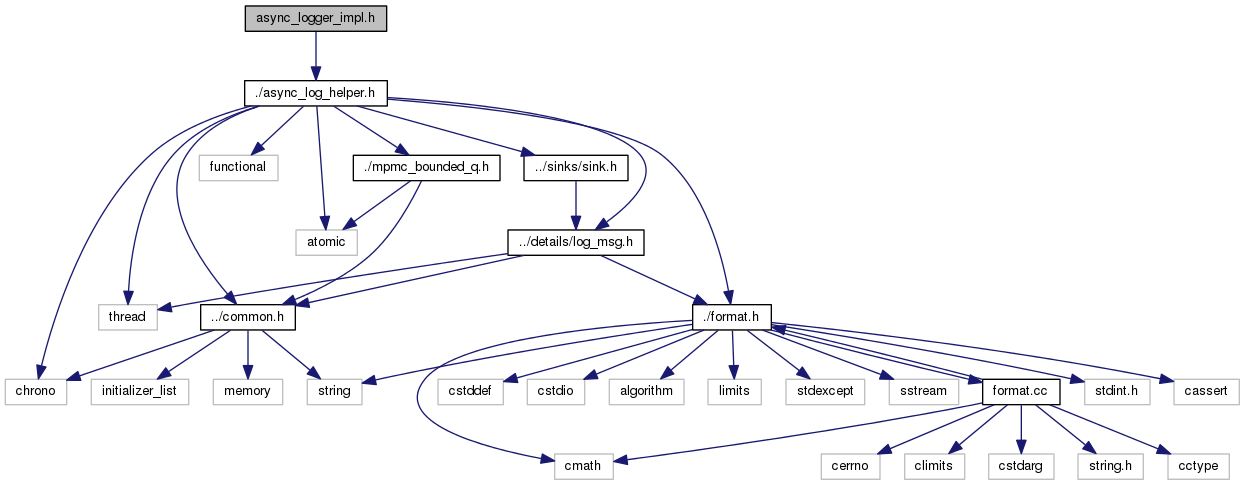 async_logger_impl.h
./async_log_helper.h
functional
./mpmc_bounded_q.h
../sinks/sink.h
atomic
../details/log_msg.h
thread
../common.h
./format.h
chrono
initializer_list
memory
string
cstddef
cstdio
algorithm
limits
stdexcept
sstream
format.cc
stdint.h
cassert
cmath
cerrno
climits
cstdarg
string.h
cctype